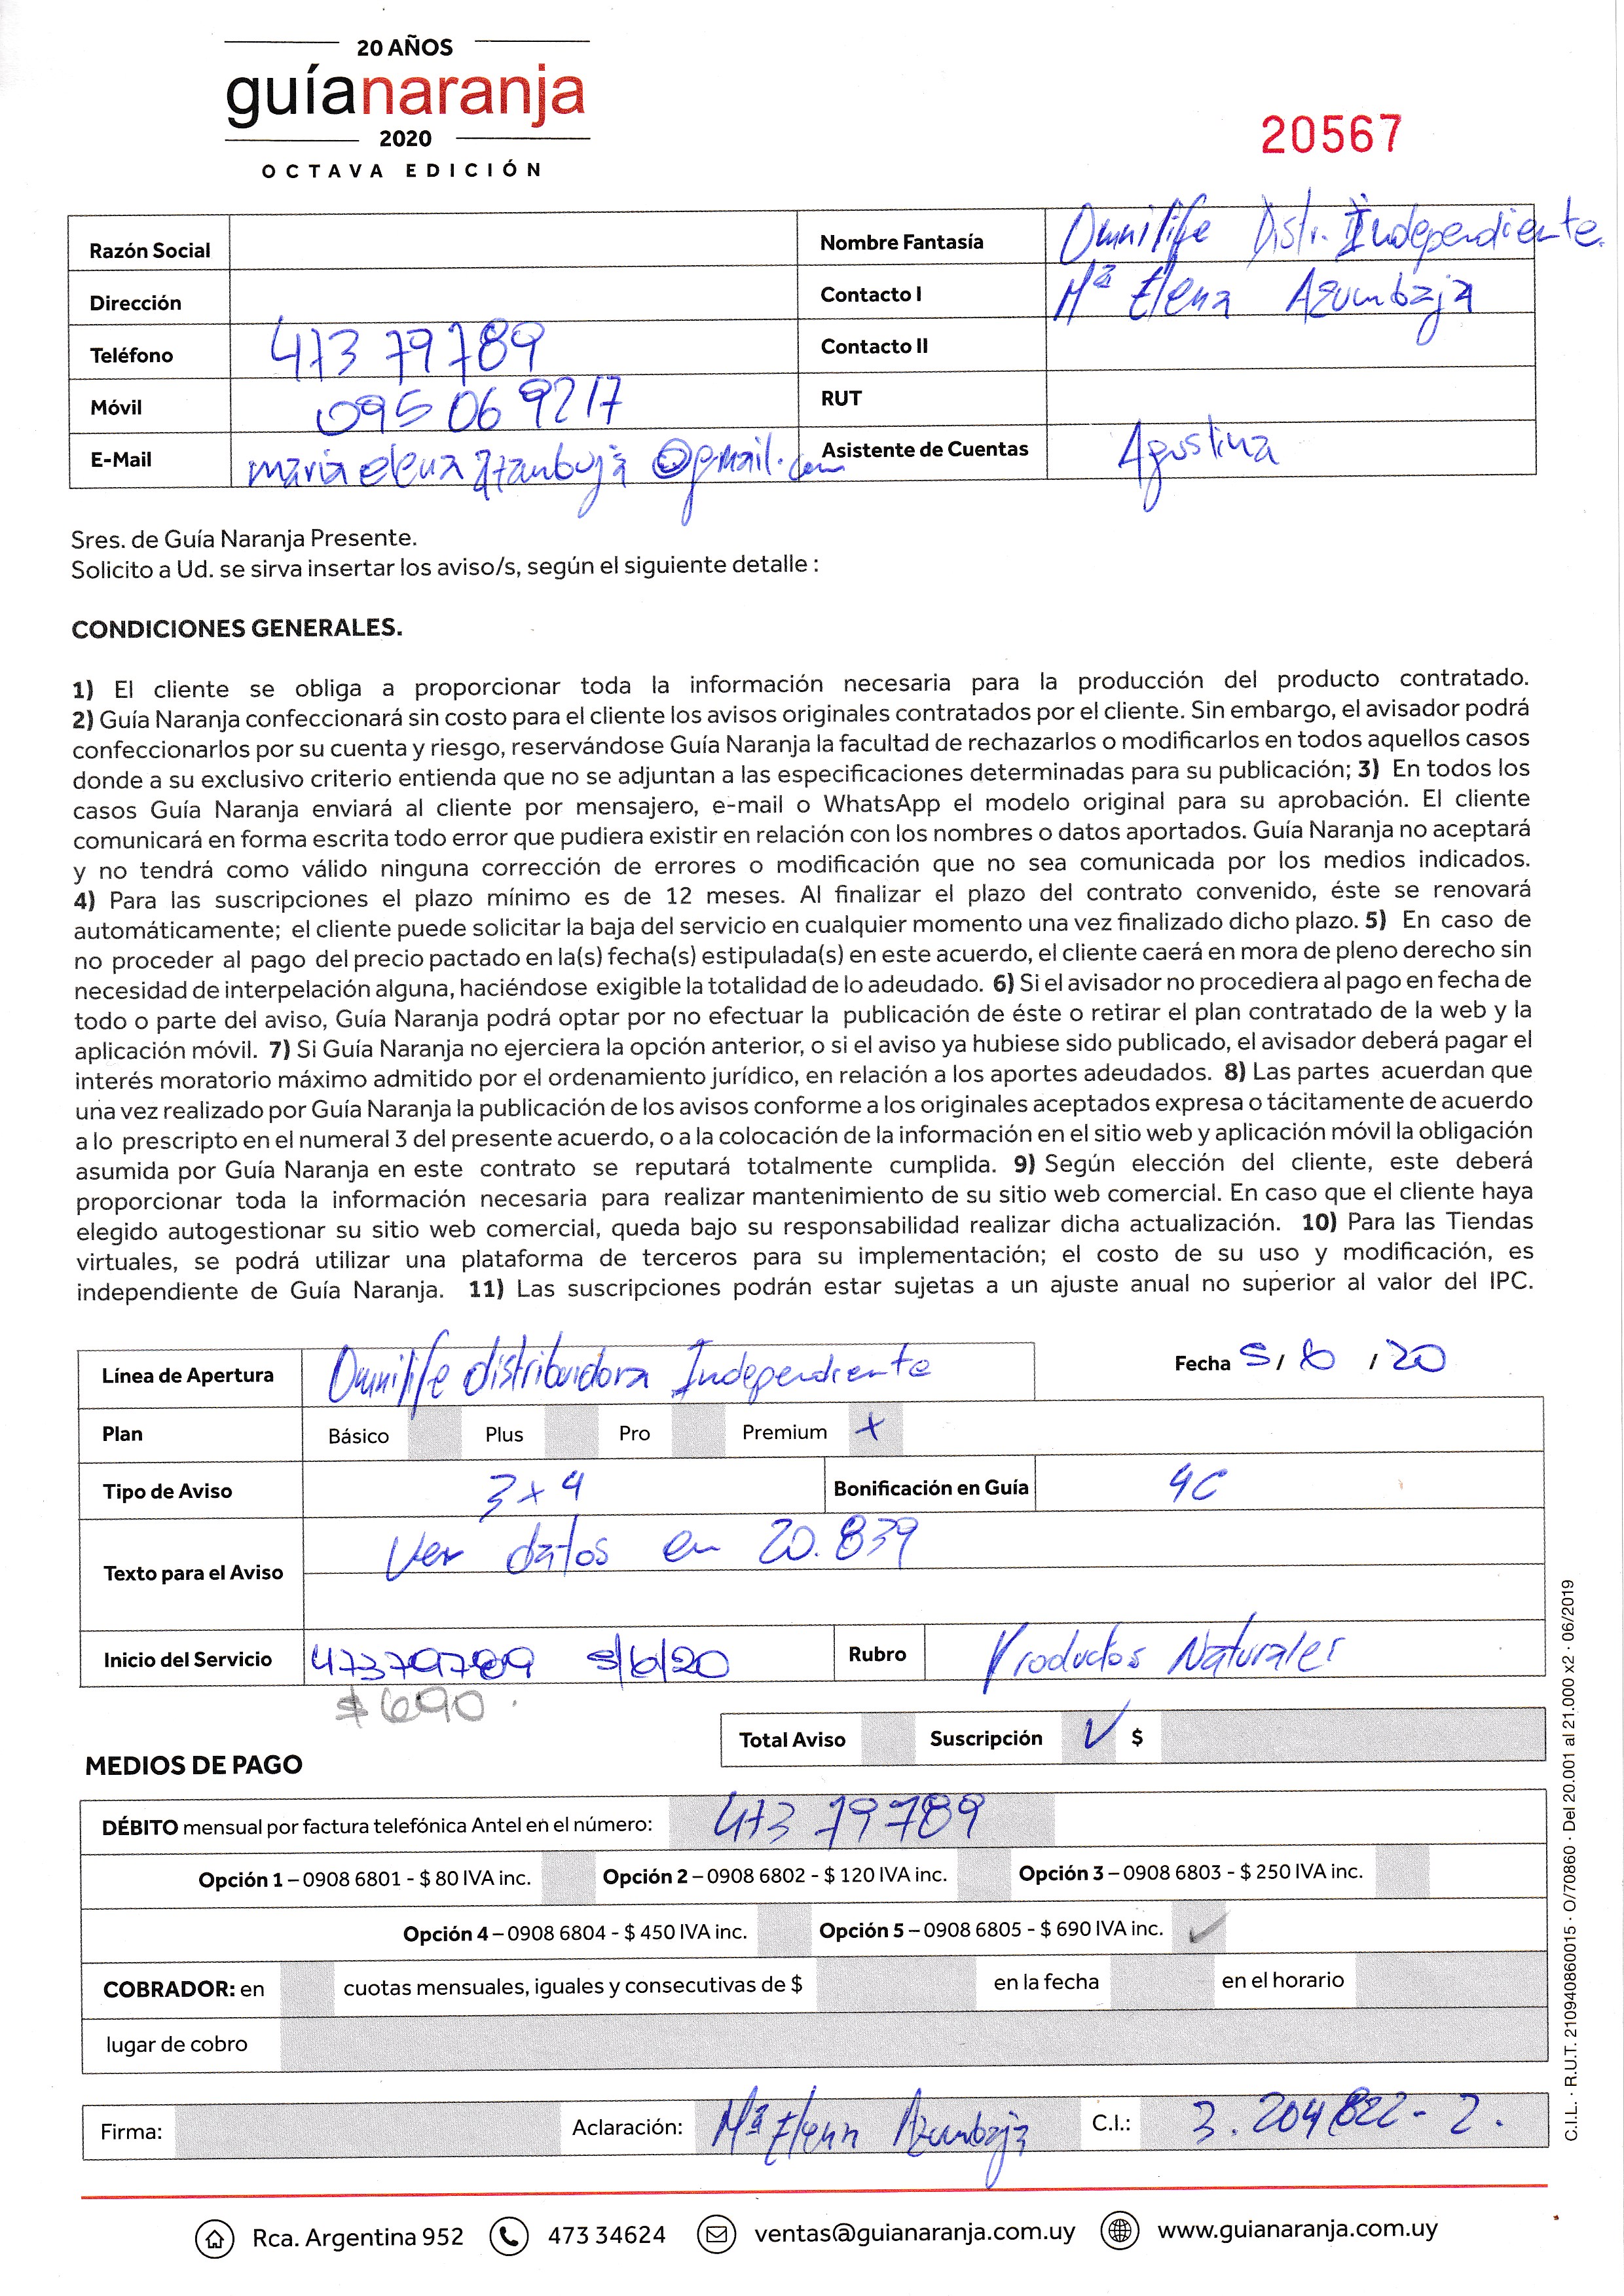 20 AÑOS
guíanaranja
2020
OCTAVA EDICIÓN
20567
Razón Social
Nombre Fantasía Omnilife Distr. Independiente.
Dirección
Contacto I Mª Elena Azumbaja
Teléfono 473 79789
Contacto II
Móvil 095 06 9217
RUT
E-Mail maria elena Azambuja @gmail.com
Asistente de Cuentas Agustina
Sres. de Guía Naranja Presente.
Solicito a Ud. se sirva insertar los aviso/s, según el siguiente detalle :
CONDICIONES GENERALES.
1) El cliente se obliga a proporcionar toda la información necesaria para la producción del producto contratado.
2) Guía Naranja confeccionará sin costo para el cliente los avisos originales contratados por el cliente. Sin embargo, el avisador podrá
confeccionarlos por su cuenta y riesgo, reservándose Guía Naranja la facultad de rechazarlos o modificarlos en todos aquellos casos
donde a su exclusivo criterio entienda que no se adjuntan a las especificaciones determinadas para su publicación; 3) En todos los
casos Guía Naranja enviará al cliente por mensajero, e-mail o WhatsApp el modelo original para su aprobación. El cliente
comunicará en forma escrita todo error que pudiera existir en relación con los nombres o datos aportados. Guía Naranja no aceptará
y no tendrá como válido ninguna corrección de errores o modificación que no sea comunicada por los medios indicados.
4) Para las suscripciones el plazo mínimo es de 12 meses. Al finalizar el plazo del contrato convenido, éste se renovará
automáticamente; el cliente puede solicitar la baja del servicio en cualquier momento una vez finalizado dicho plazo. 5) En caso de
no proceder al pago del precio pactado en la(s) fecha(s) estipulada(s) en este acuerdo, el cliente caerá en mora de pleno derecho sin
necesidad de interpelación alguna, haciéndose exigible la totalidad de lo adeudado. 6) Si el avisador no procediera al pago en fecha de
todo o parte del aviso, Guía Naranja podrá optar por no efectuar la publicación de éste o retirar el plan contratado de la web y la
aplicación móvil. 7) Si Guía Naranja no ejerciera la opción anterior, o si el aviso ya hubiese sido publicado, el avisador deberá pagar el
interés moratorio máximo admitido por el ordenamiento jurídico, en relación a los aportes adeudados. 8) Las partes acuerdan que
una vez realizado por Guía Naranja la publicación de los avisos conforme a los originales aceptados expresa o tácitamente de acuerdo
a lo prescripto en el numeral 3 del presente acuerdo, o a la colocación de la información en el sitio web y aplicación móvil la obligación
asumida por Guía Naranja en este contrato se reputará totalmente cumplida. 9) Según elección del cliente, este deberá
proporcionar toda la información necesaria para realizar mantenimiento de su sitio web comercial. En caso que el cliente haya
elegido autogestionar su sitio web comercial, queda bajo su responsabilidad realizar dicha actualización. 10) Para las Tiendas
virtuales, se podrá utilizar una plataforma de terceros para su implementación; el costo de su uso y modificación, es
independiente de Guía Naranja. 11) Las suscripciones podrán estar sujetas a un ajuste anual no superior al valor del IPC.
Línea de Apertura Omnilife distribuidora Independiente
Fecha 5/ 6 / 20
Plan Básico Plus Pro Premium X
Tipo de Aviso 3x4
Bonificación en Guía 4C
Texto para el Aviso Ver datos en 20.839
Inicio del Servicio 47379789 5/6/20
Rubro Productos Naturales
$690.
Total Aviso Suscripción ✓ $
MEDIOS DE PAGO
DÉBITO mensual por factura telefónica Antel en el número: 473 79789
Opción 1 – 0908 6801 - $ 80 IVA inc. Opción 2 – 0908 6802 - $ 120 IVA inc. Opción 3 – 0908 6803 - $ 250 IVA inc.
Opción 4 – 0908 6804 - $ 450 IVA inc. Opción 5 – 0908 6805 - $ 690 IVA inc. ✓
COBRADOR: en cuotas mensuales, iguales y consecutivas de $ en la fecha en el horario
lugar de cobro
Firma: Aclaración: Mª Elena Azumbaja C.I.: 3.204822-2.
C.I.L. · R.U.T. 210940860015 · O/70860 · Del 20.001 al 21.000 x2 · 06/2019
Rca. Argentina 952 473 34624 ventas@guianaranja.com.uy www.guianaranja.com.uy